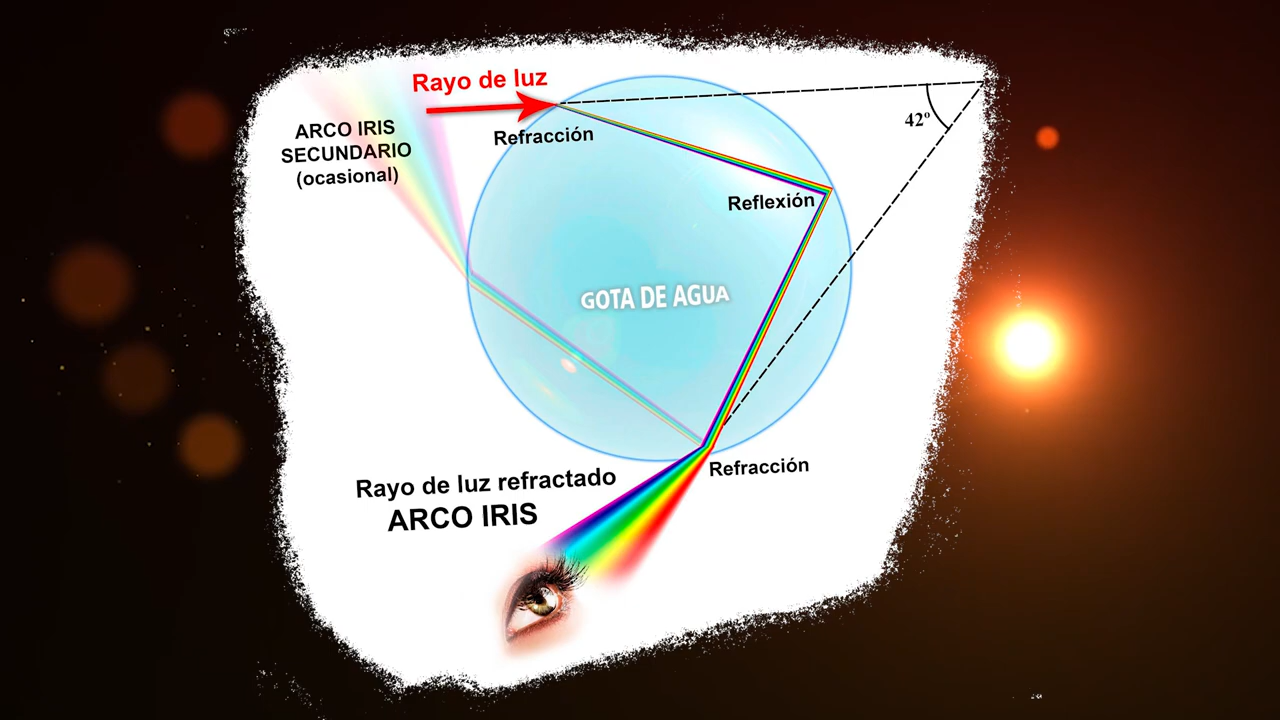 Rayo de luz
ARCO IRIS
SECUNDARIO
(ocasional)
Refracción
42º
Reflexión
GOTA DE AGUA
Refracción
Rayo de luz refractado
ARCO IRIS